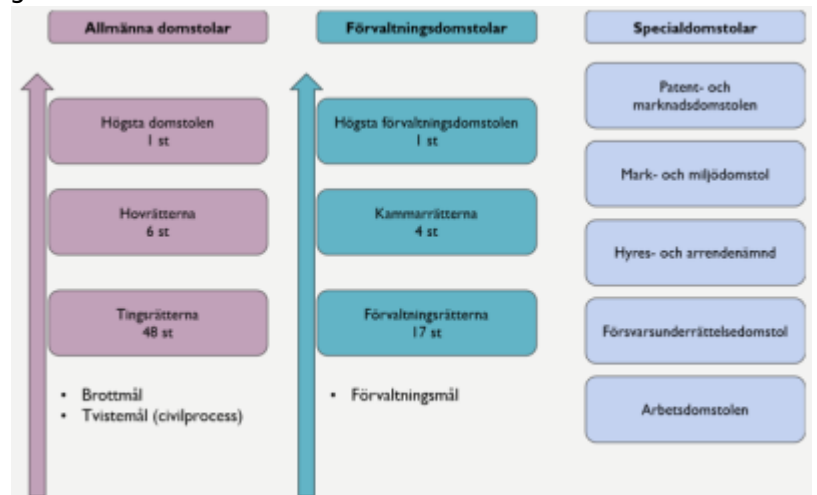 Allmänna domstolar
Högsta domstolen
1 st
Hovrätterna
6 st
Tingsrätterna
48 st
• Brottmål
• Tvistemål (civilprocess)
Förvaltningsdomstolar
Högsta förvaltningsdomstolen
1 st
Kammarrätterna
4 st
Förvaltningsrätterna
17 st
• Förvaltningsmål
Specialdomstolar
Patent- och
marknadsdomstolen
Mark- och miljödomstol
Hyres- och arrendenämnd
Försvarsunderrättelsedomstol
Arbetsdomstolen